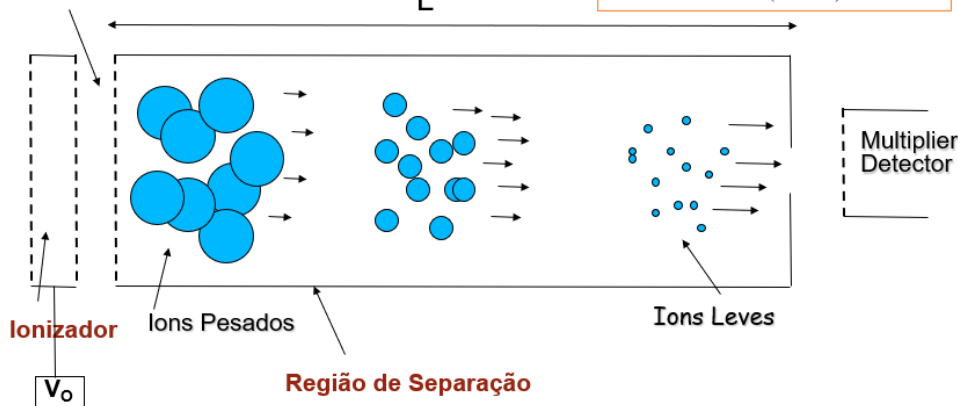 L
Multiplier
Detector
Ions Pesados
Ions Leves
Ionizador
Região de Separação
Vo